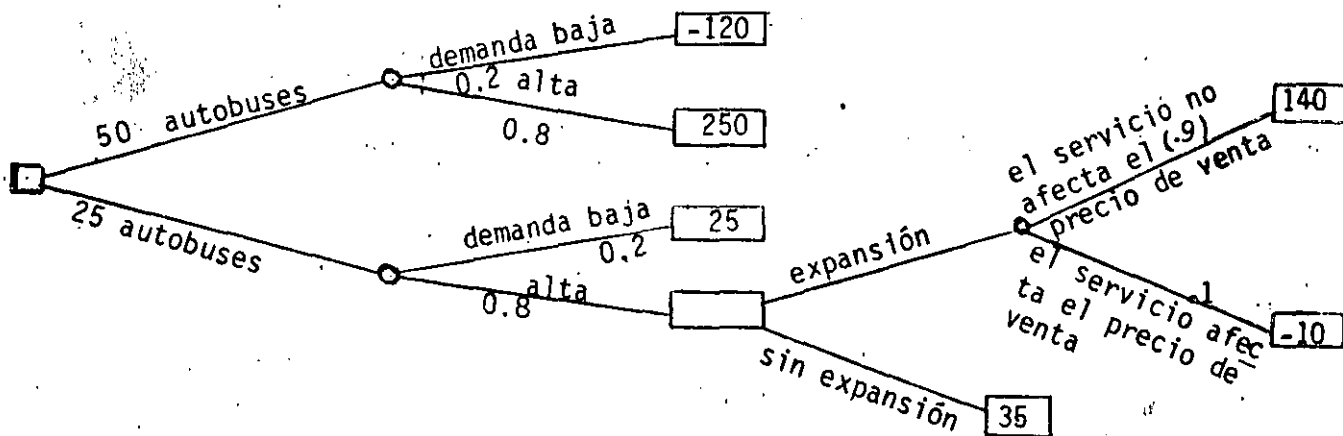 50 autobuses
demanda baja
0.2 alta
0.8
-120
250
25 autobuses
demanda baja
0.2
alta
0.8
25
expansión
sin expansión
35
el servicio no
afecta el (.9)
precio de venta
140
el servicio afec
ta el precio de
venta
.1
-10